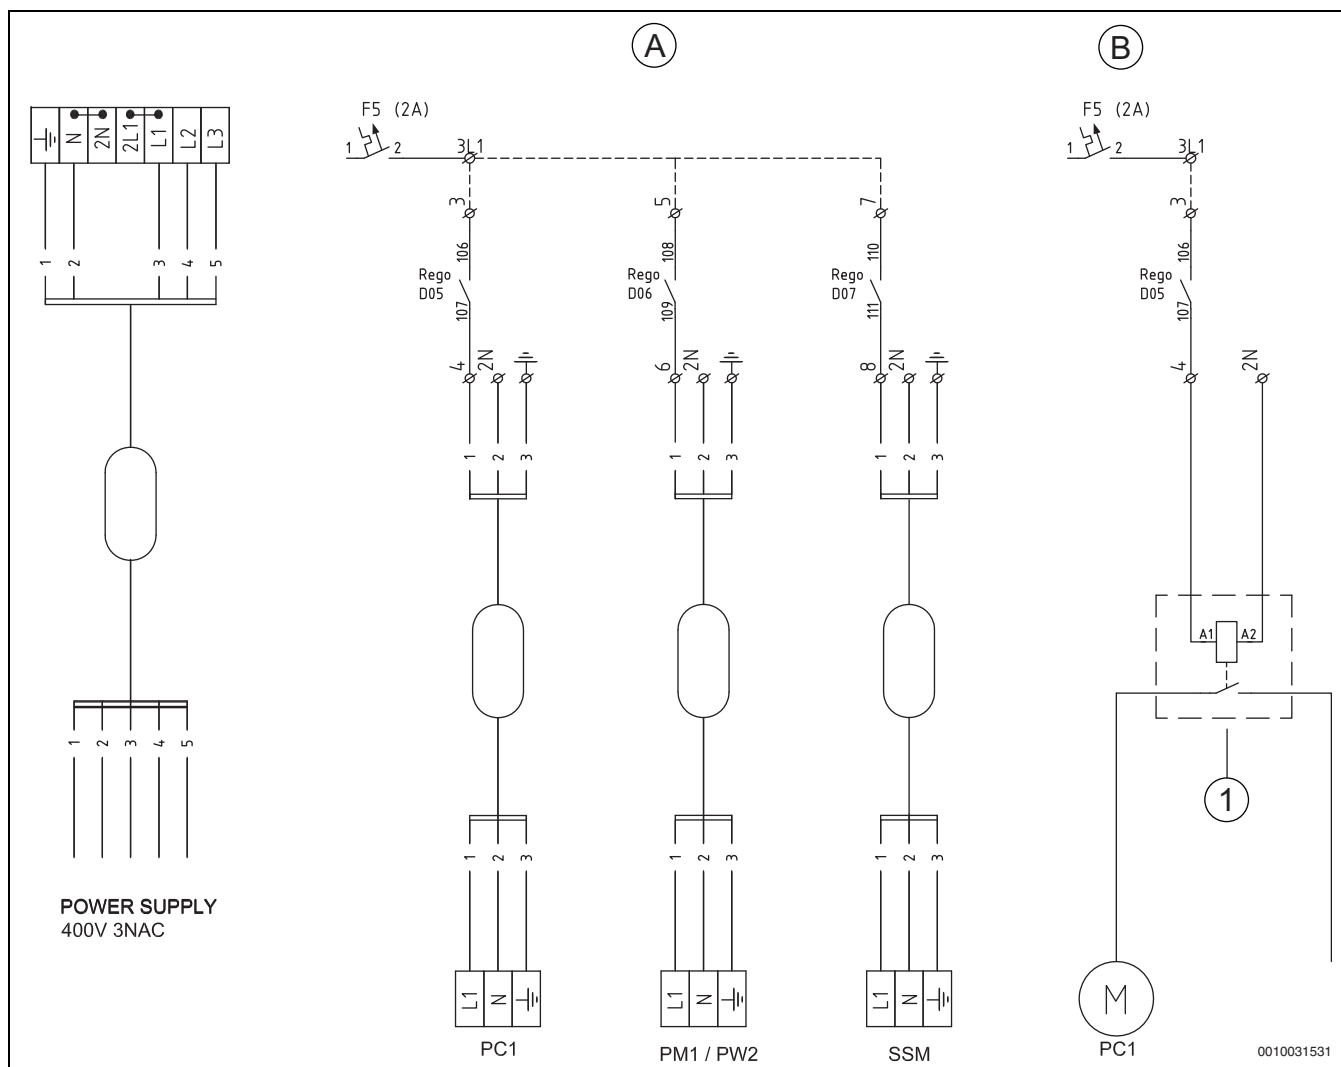 A
B
F5 (2A)
F5 (2A)
N
2N
2L1
L1
L2
L3
1
2
3L1
1
2
3L1
3
5
7
3
1
2
3
4
5
106
108
110
106
Rego
D05
Rego
D06
Rego
D07
Rego
D05
107
109
111
107
4
2N
6
2N
8
2N
4
2N
1
2
3
1
2
3
1
2
3
A1
A2
1
2
3
4
5
1
1
2
3
1
2
3
1
2
3
POWER SUPPLY
400V 3NAC
L1
N
L1
N
L1
N
M
PC1
PM1 / PW2
SSM
PC1
0010031531